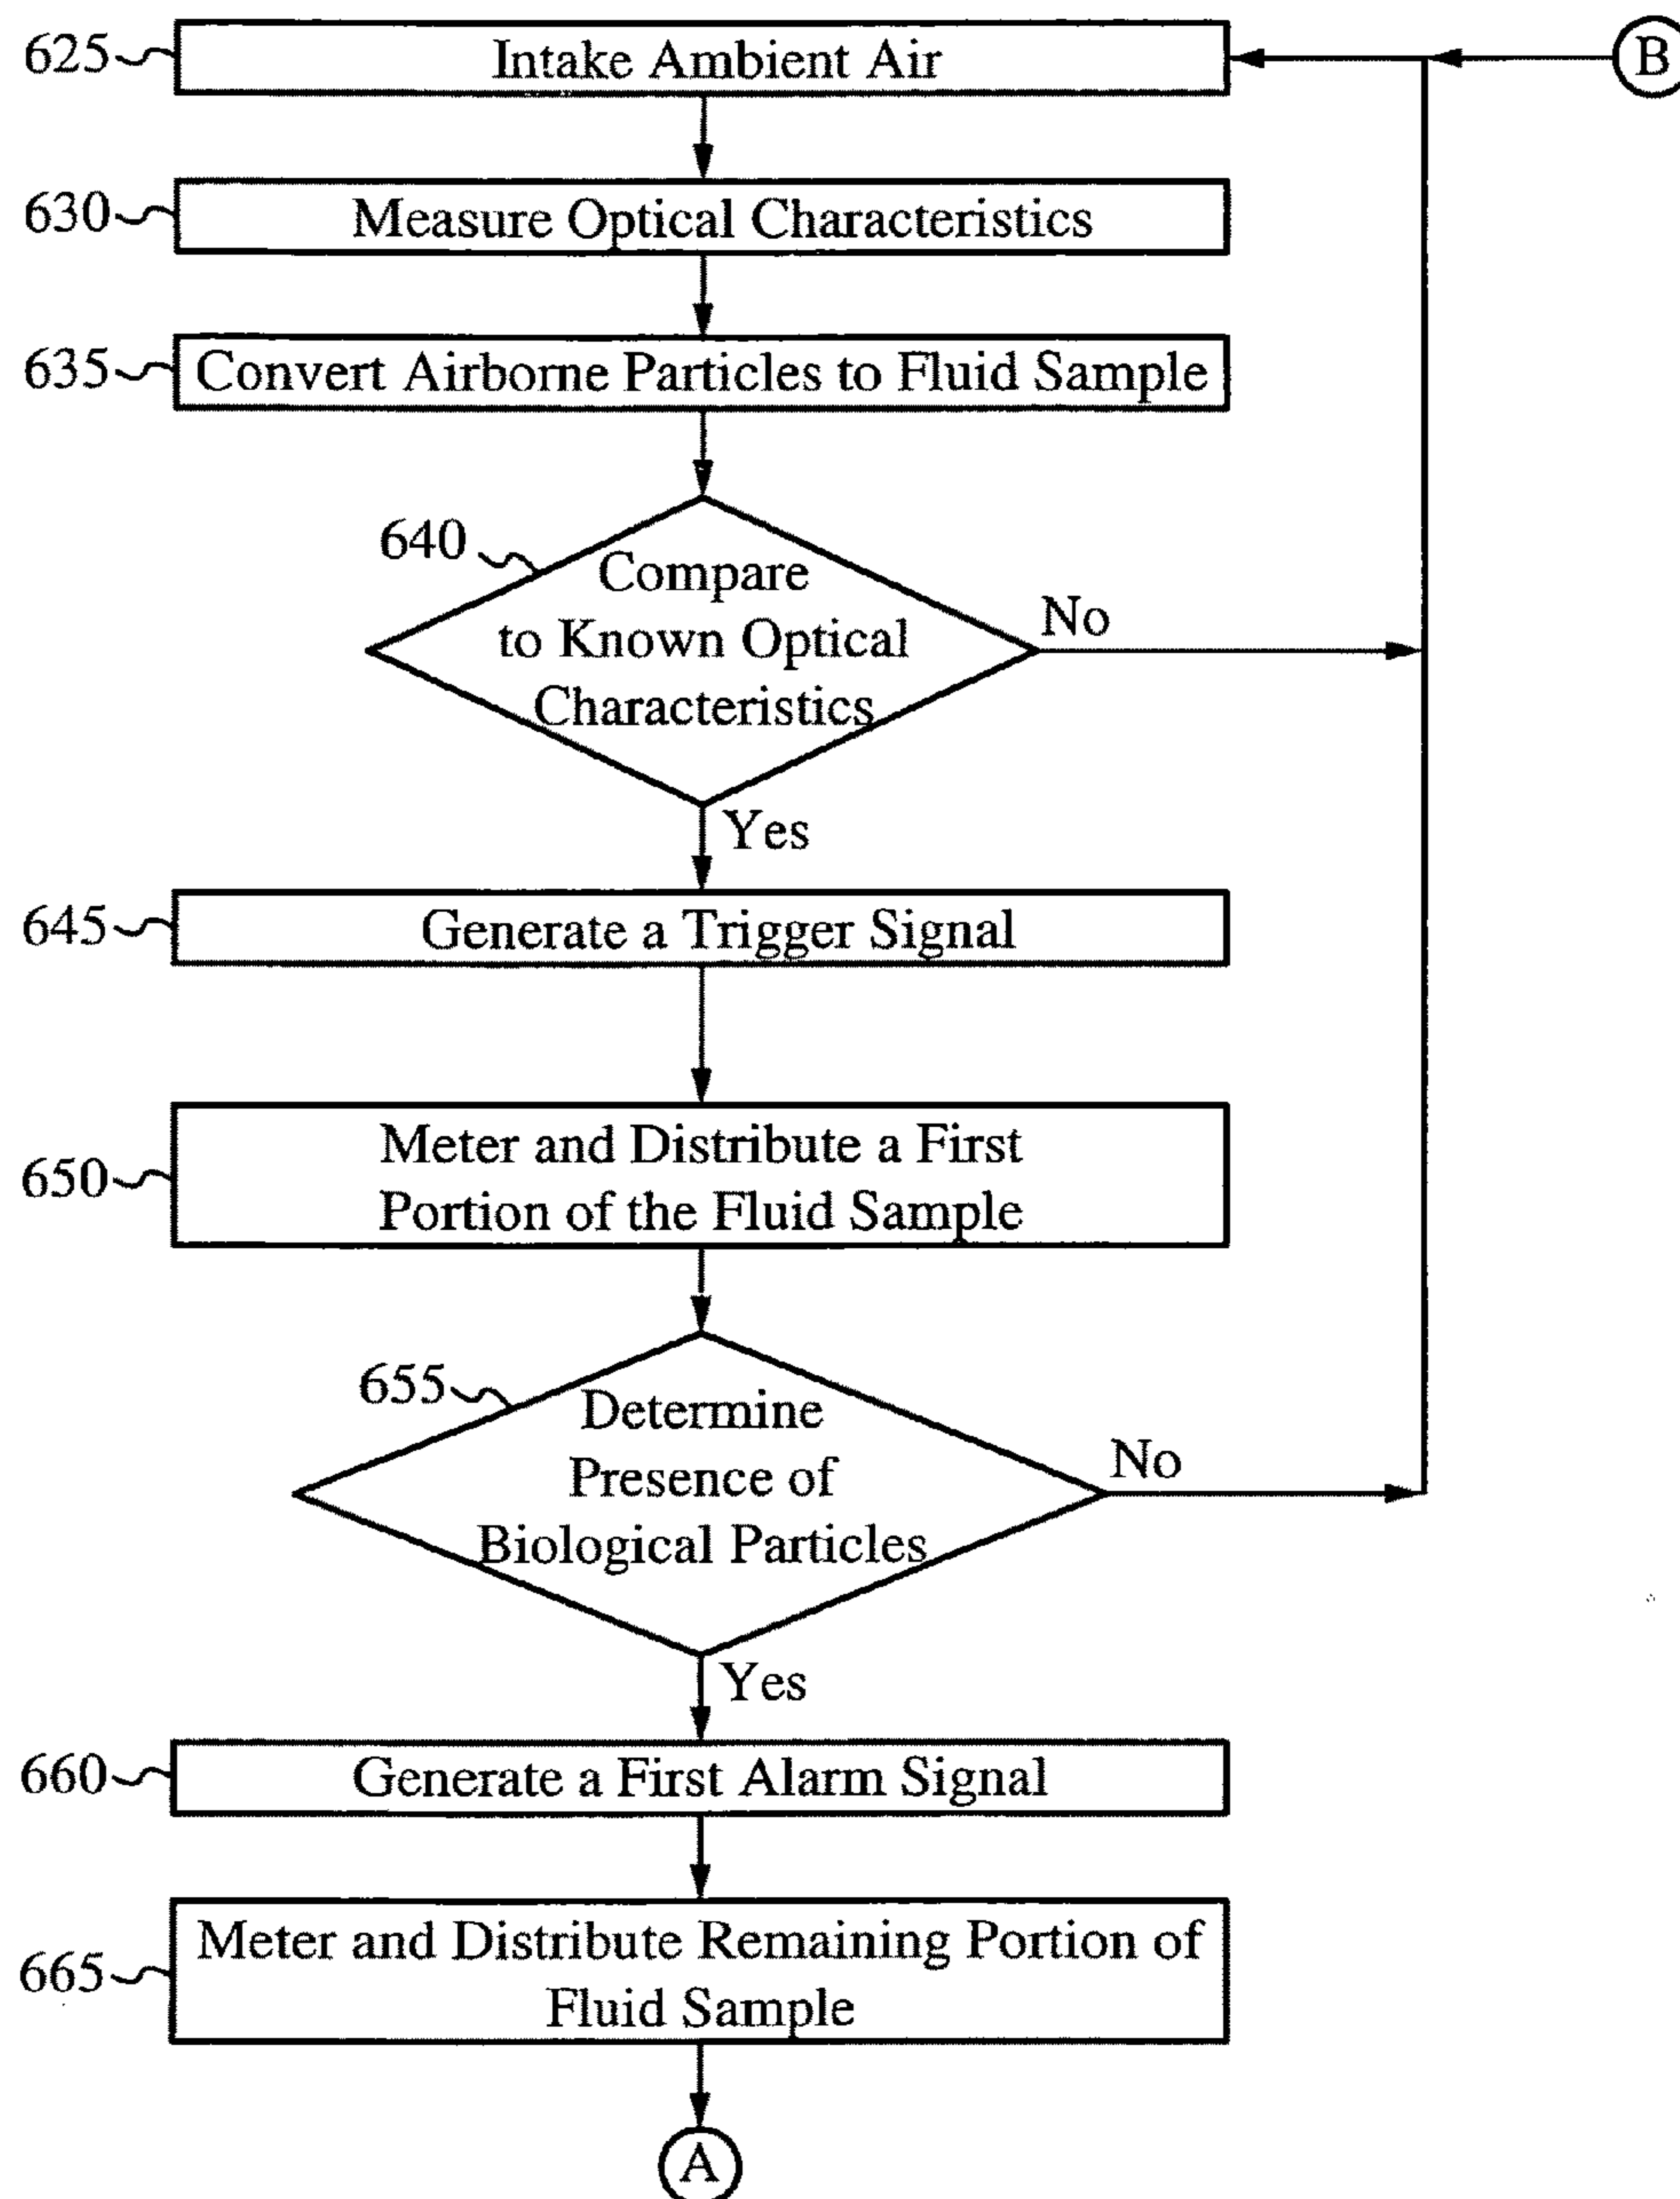 625
Intake Ambient Air
B
630
Measure Optical Characteristics
635
Convert Airborne Particles to Fluid Sample
640
Compare
to Known Optical
Characteristics
No
Yes
645
Generate a Trigger Signal
650
Meter and Distribute a First
Portion of the Fluid Sample
655
Determine
Presence of
Biological Particles
No
Yes
660
Generate a First Alarm Signal
665
Meter and Distribute Remaining Portion of
Fluid Sample
A